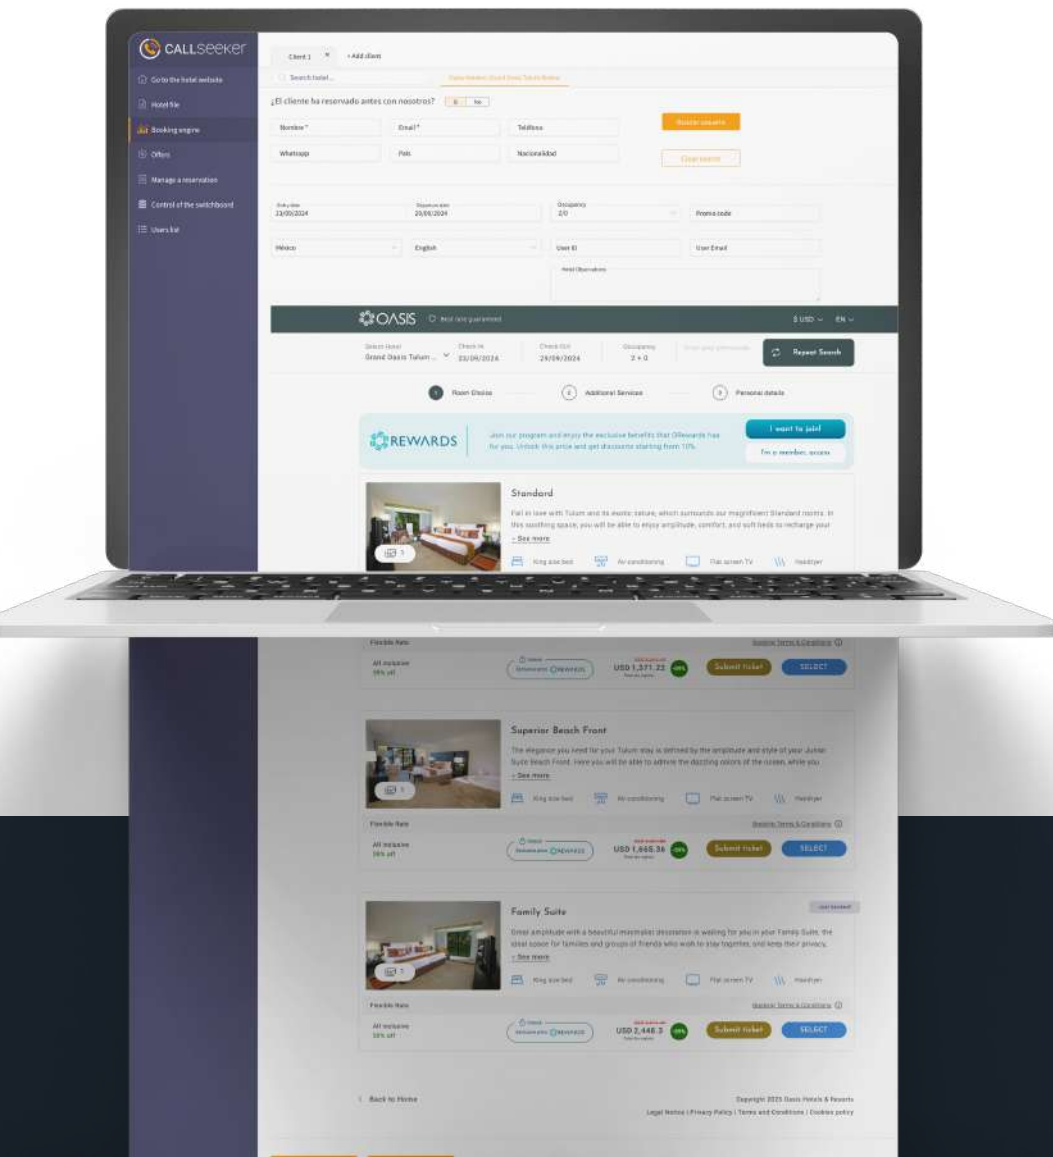 CALLSeeKer
Client 1 × + Add client
Go to the hotel website
Hotel file
Booking engine
Offers
Manage a reservation
Control of the switchboard
Users list
Search hotel...
¿El cliente ha reservado antes con nosotros? No
Nombre * Email * Teléfono
Whatsapp País Nacionalidad
Entry date Departure date Occupancy
23/09/2024 29/09/2024 2/0 Promo code
México English User ID User Email
Hotel Observations
OASIS Best rate guaranteed $ USD EN
Select Hotel Check-In Check-Out Occupancy
Grand Oasis Tulum ... 23/09/2024 29/09/2024 2 + 0 Repeat Search
1 Room Choice 2 Additional Services 3 Personal details
REWARDS
Join our program and enjoy the exclusive benefits that ORewards has
for you. Unlock this price and get discounts starting from 10%.
I want to join!
I'm a member, access
Standard
Fall in love with Tulum and its exotic nature, which surrounds our magnificent Standard rooms. In
this soothing space, you will be able to enjoy amplitude, comfort, and soft beds to recharge your
+ See more
King size bed Air conditioning Flat screen TV Hairdryer
Flexible Rate Booking Terms & Conditions
All inclusive
59% off
REWARDS
USD 1,371.22
Submit ticket SELECT
Superior Beach Front
The elegance you need for your Tulum stay is defined by the amplitude and style of your Junior
Suite Beach Front. Here you will be able to admire the dazzling colors of the ocean, while you
+ See more
King size bed Air conditioning Flat screen TV Hairdryer
Flexible Rate Booking Terms & Conditions
All inclusive
59% off
REWARDS
USD 1,665.36
Submit ticket SELECT
Family Suite
Great amplitude with a beautiful maximalist decoration is waiting for you in your Family Suite, the
ideal space for families and groups of friends who wish to stay together, and keep their privacy,
+ See more
King size bed Air conditioning Flat screen TV Hairdryer
Flexible Rate Booking Terms & Conditions
All inclusive
59% off
REWARDS
USD 2,448.3
Submit ticket SELECT
Back to Home
Copyright 2025 Oasis Hotels & Resorts
Legal Notice | Privacy Policy | Terms and Conditions | Cookies policy